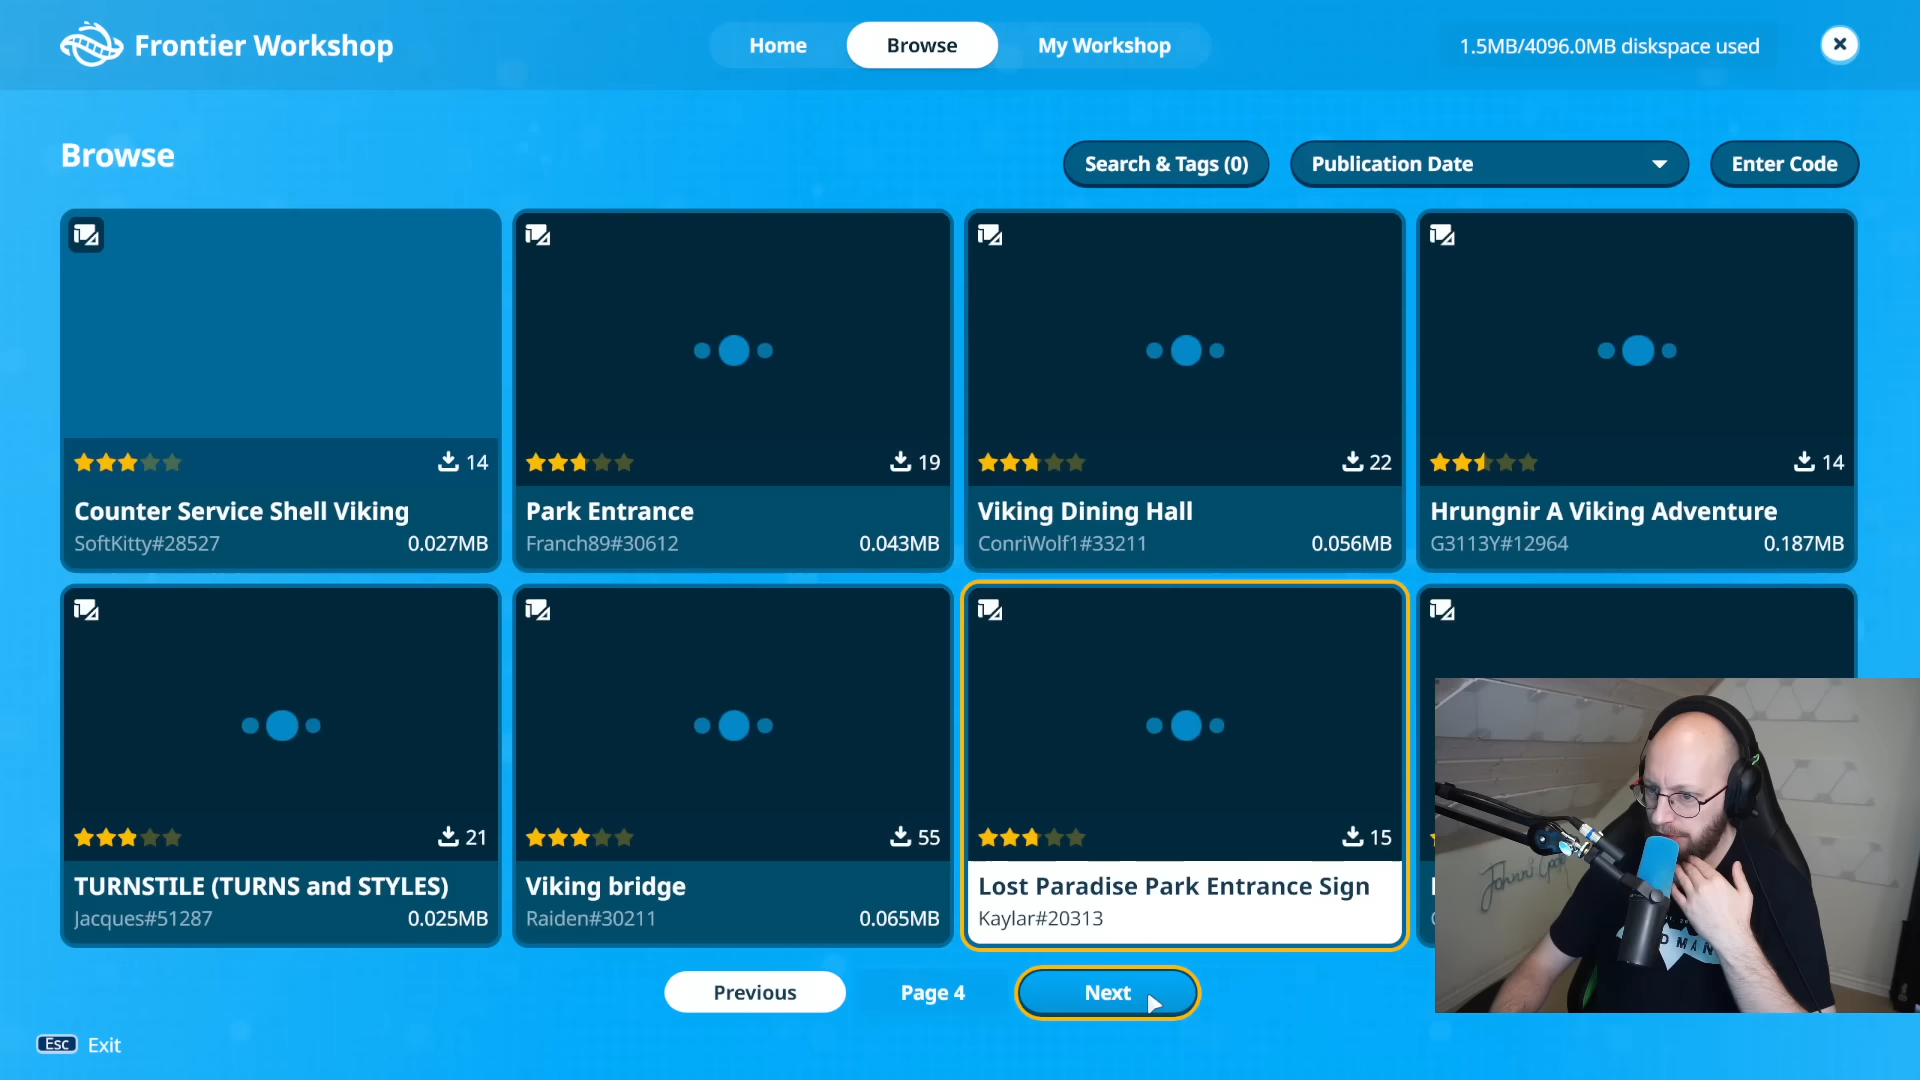 Frontier Workshop
Home
Browse
My Workshop
1.5MB/4096.0MB diskspace used
Browse
Search & Tags (0)
Publication Date
Enter Code
14
Counter Service Shell Viking
SoftKitty#28527
0.027MB
19
Park Entrance
Franch89#30612
0.043MB
22
Viking Dining Hall
ConriWolf1#33211
0.056MB
14
Hrungnir A Viking Adventure
G3113Y#12964
0.187MB
21
TURNSTILE (TURNS and STYLES)
Jacques#51287
0.025MB
55
Viking bridge
Raiden#30211
0.065MB
15
Lost Paradise Park Entrance Sign
Kaylar#20313
Previous
Page 4
Next
Esc
Exit